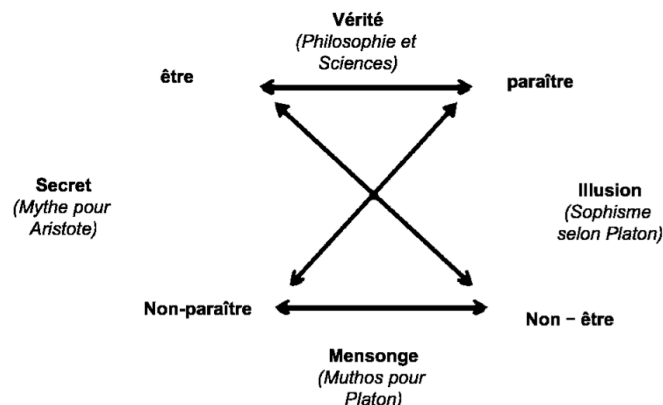 Vérité
(Philosophie et
Sciences)
être
paraître
Secret
(Mythe pour
Aristote)
Illusion
(Sophisme
selon Platon)
Non-paraître
Non – être
Mensonge
(Muthos pour
Platon)